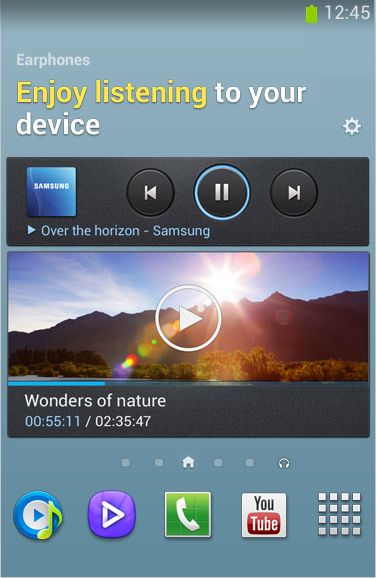 12:45
Earphones
Enjoy listening to your
device
SAMSUNG
Over the horizon - Samsung
Wonders of nature
00:55:11 / 02:35:47
You
Tube